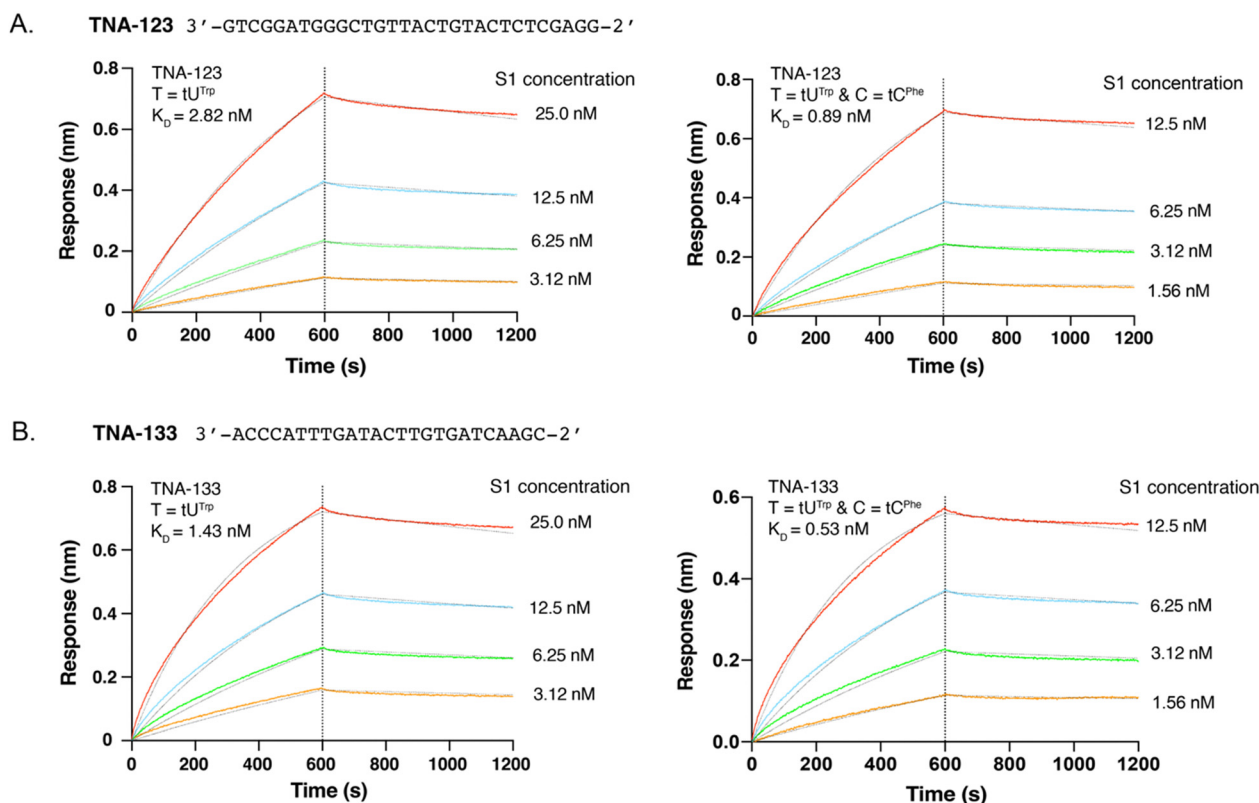 A.
TNA-123 3′-GTCGGATGGGCTGTTACTGTACTCTCGAGG-2′
TNA-123
T = tU^Trp
K_D = 2.82 nM
S1 concentration
25.0 nM
12.5 nM
6.25 nM
3.12 nM
Response (nm)
0.8
0.6
0.4
0.2
0
0 200 400 600 800 1000 1200
Time (s)
TNA-123
T = tU^Trp & C = tC^Phe
K_D = 0.89 nM
S1 concentration
12.5 nM
6.25 nM
3.12 nM
1.56 nM
Response (nm)
0.8
0.6
0.4
0.2
0.0
0 200 400 600 800 1000 1200
Time (s)
B.
TNA-133 3′-ACCCATTTGATACTTGTGATCAAGC-2′
TNA-133
T = tU^Trp
K_D = 1.43 nM
S1 concentration
25.0 nM
12.5 nM
6.25 nM
3.12 nM
Response (nm)
0.8
0.6
0.4
0.2
0
0 200 400 600 800 1000 1200
Time (s)
TNA-133
T = tU^Trp & C = tC^Phe
K_D = 0.53 nM
S1 concentration
12.5 nM
6.25 nM
3.12 nM
1.56 nM
Response (nm)
0.6
0.4
0.2
0.0
0 200 400 600 800 1000 1200
Time (s)